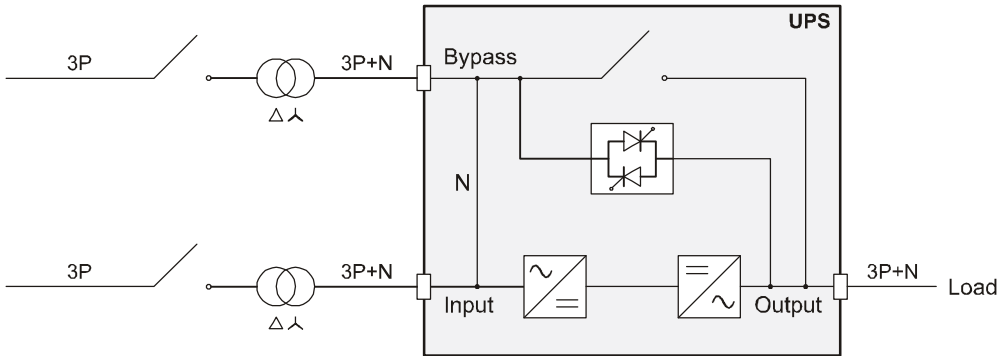 UPS
3P
3P+N
Bypass
N
3P
3P+N
Input
Output
3P+N
Load